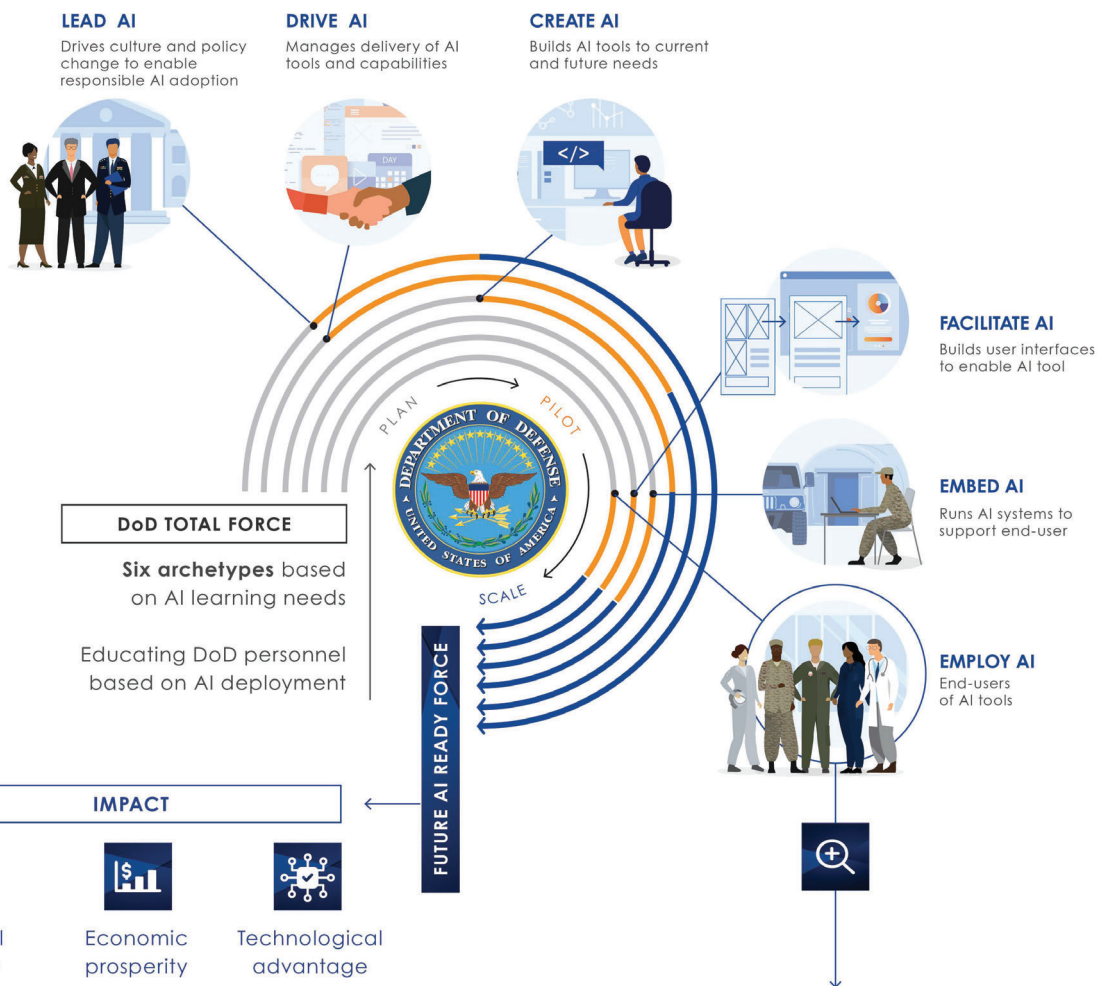 LEAD AI
Drives culture and policy
change to enable
responsible AI adoption
DRIVE AI
Manages delivery of AI
tools and capabilities
CREATE AI
Builds AI tools to current
and future needs
DAY
</>
FACILITATE AI
Builds user interfaces
to enable AI tool
PLAN
PILOT
SCALE
DEPARTMENT OF DEFENSE
UNITED STATES OF AMERICA
EMBED AI
Runs AI systems to
support end-user
DoD TOTAL FORCE
Six archetypes based
on AI learning needs
Educating DoD personnel
based on AI deployment
EMPLOY AI
End-users
of AI tools
FUTURE AI READY FORCE
IMPACT
$
l
Economic
prosperity
Technological
advantage